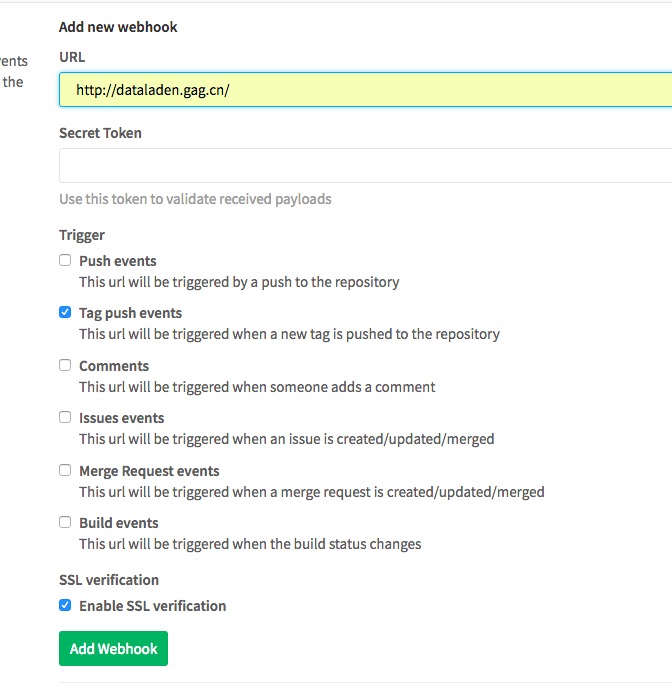 Add new webhook
URL
ents
the
http://dataladen.gag.cn/
Secret Token
Use this token to validate received payloads
Trigger
Push events
This url will be triggered by a push to the repository
Tag push events
This url will be triggered when a new tag is pushed to the repository
Comments
This url will be triggered when someone adds a comment
Issues events
This url will be triggered when an issue is created/updated/merged
Merge Request events
This url will be triggered when a merge request is created/updated/merged
Build events
This url will be triggered when the build status changes
SSL verification
Enable SSL verification
Add Webhook